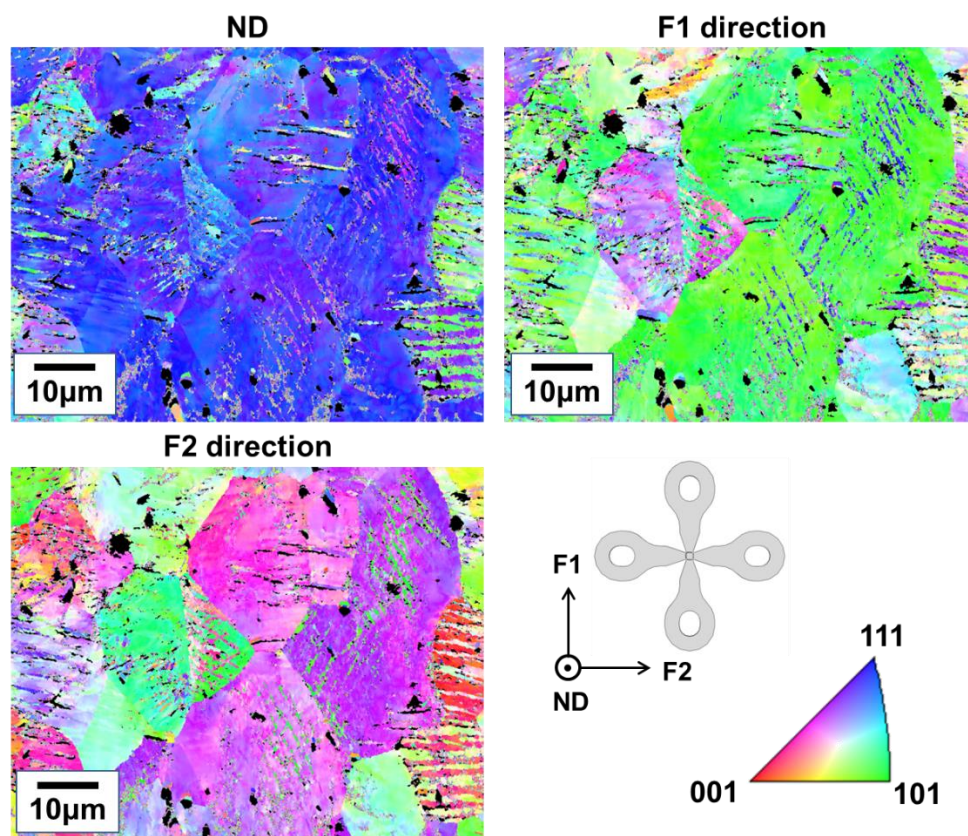 ND
F1 direction
10μm
10μm
F2 direction
10μm
F1
F2
ND
111
001
101